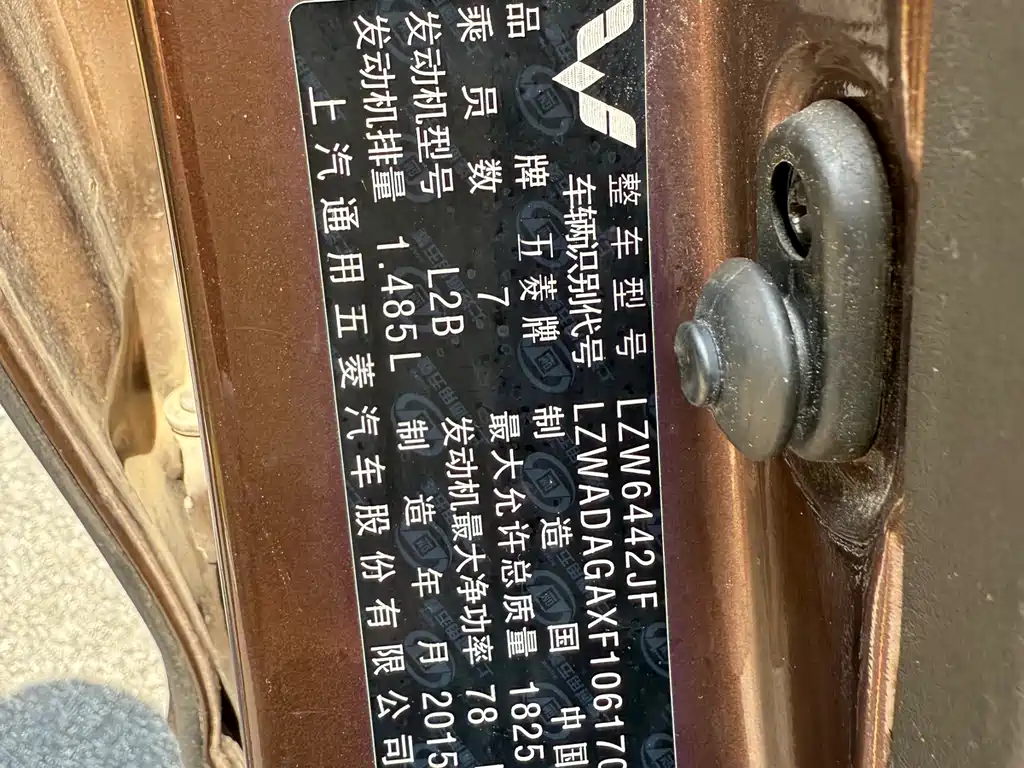 整车型号 LZW6442JF
车辆识别代号 LZWADAGAXF10617
品牌 五菱牌 制造国 中国
乘员数 7 最大允许总质量 1825
发动机型号 L2B 发动机最大净功率 78
发动机排量 1.485L 制造年月 2015
上汽通用五菱汽车股份有限公司